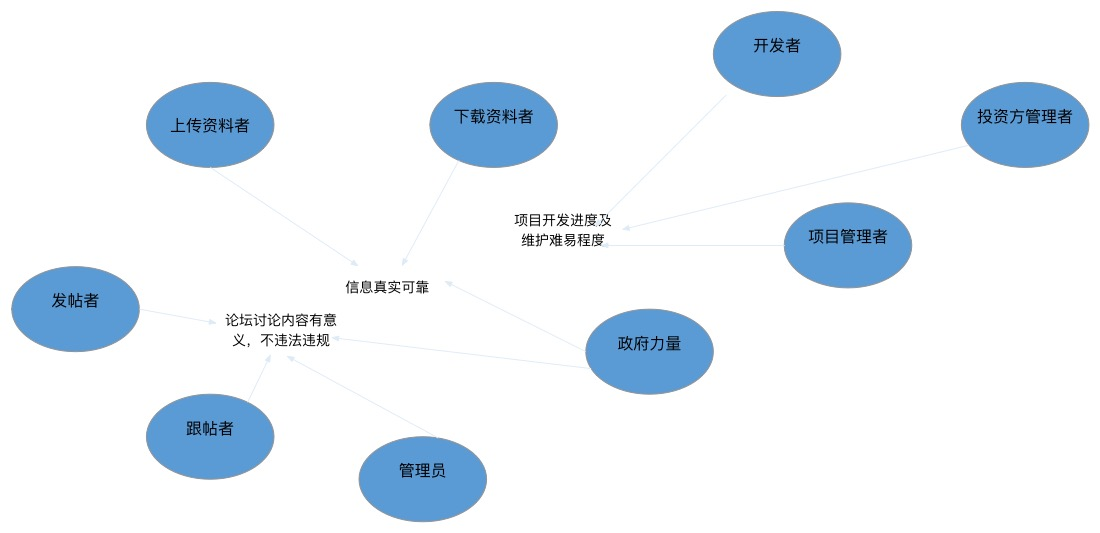 开发者
上传资料者
下载资料者
投资方管理者
项目开发进度及
维护难易程度
项目管理者
信息真实可靠
发帖者
论坛讨论内容有意
义，不违法违规
政府力量
跟帖者
管理员